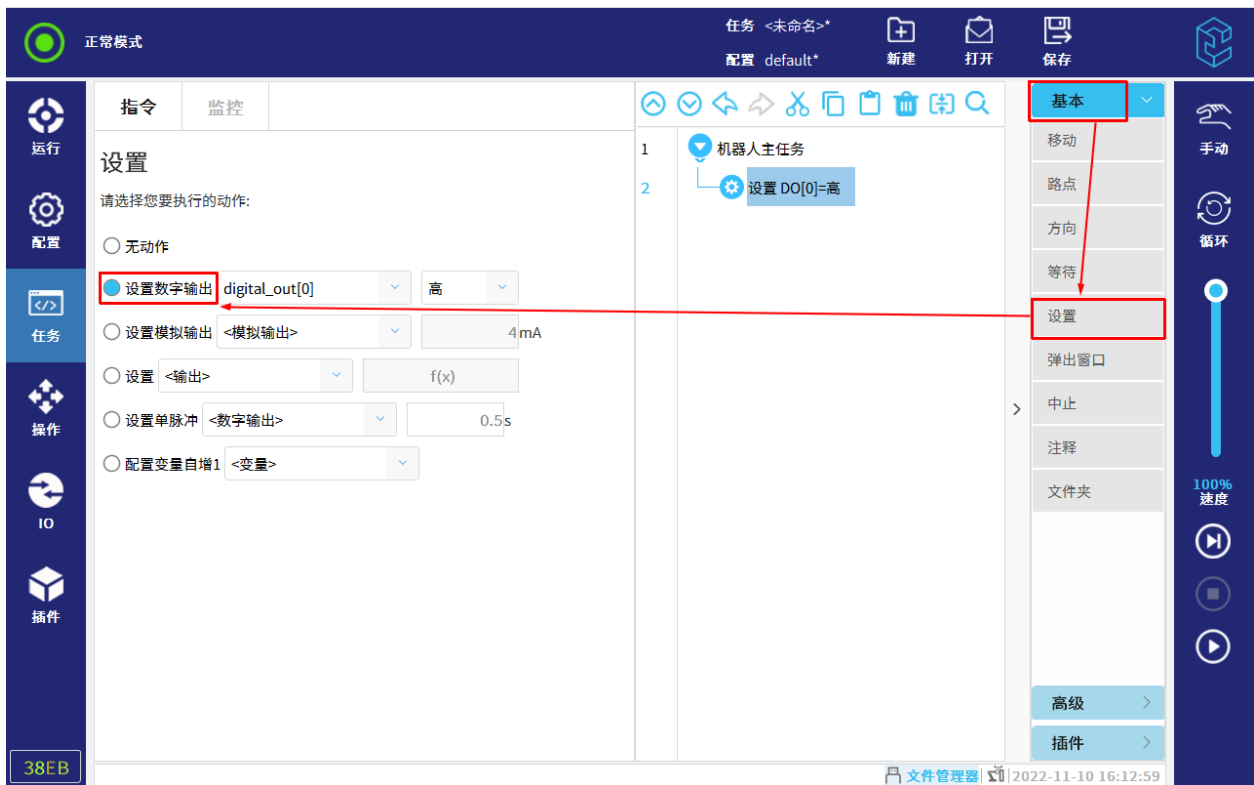 正常模式
任务 <未命名>*
配置 default*
新建
打开
保存
运行
配置
任务
操作
IO
插件
38EB
指令
监控
设置
请选择您要执行的动作:
无动作
设置数字输出 digital_out[0] 高
设置模拟输出 <模拟输出> 4 mA
设置 <输出> f(x)
设置单脉冲 <数字输出> 0.5 s
配置变量自增1 <变量>
1 机器人主任务
2 设置 DO[0]=高
基本
移动
路点
方向
等待
设置
弹出窗口
中止
注释
文件夹
高级
插件
手动
循环
100%
速度
文件管理器 2022-11-10 16:12:59